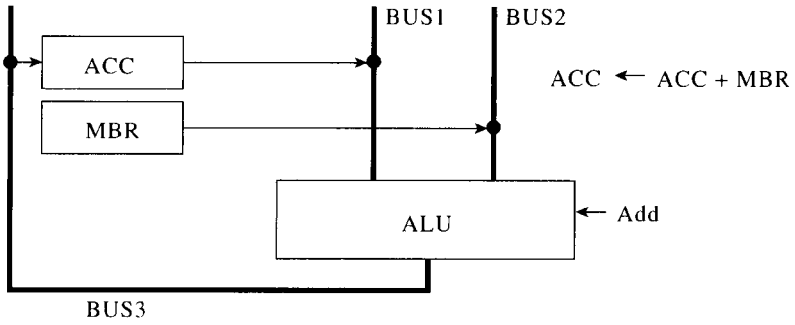 BUS1
BUS2
ACC
ACC ← ACC + MBR
MBR
ALU
Add
BUS3